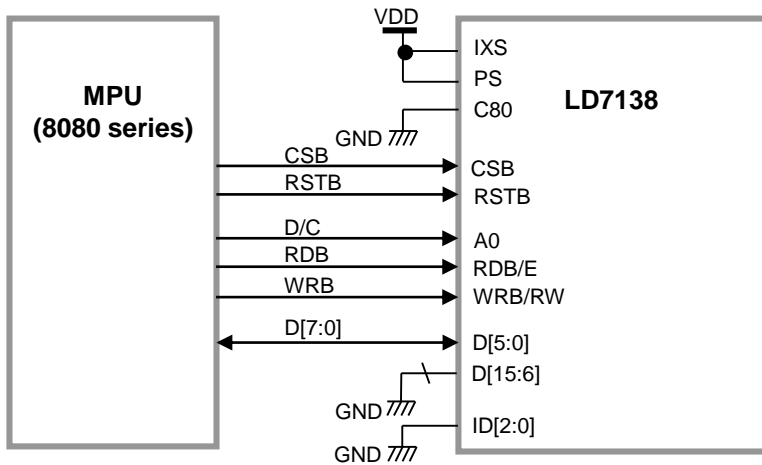 VDD
IXS
PS
C80
GND
MPU
(8080 series)
LD7138
CSB
CSB
RSTB
RSTB
D/C
A0
RDB
RDB/E
WRB
WRB/RW
D[7:0]
D[5:0]
D[15:6]
GND
ID[2:0]
GND